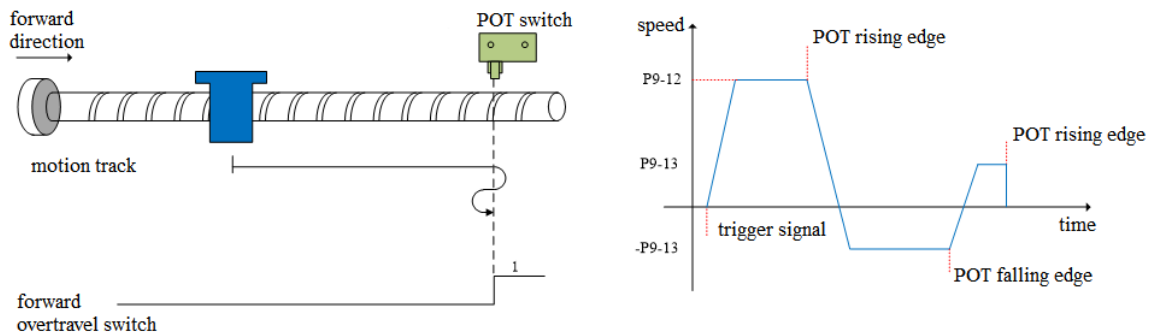 forward
direction
POT switch
motion track
1
forward
overtravel switch
speed
POT rising edge
P9-12
POT rising edge
P9-13
trigger signal
time
-P9-13
POT falling edge